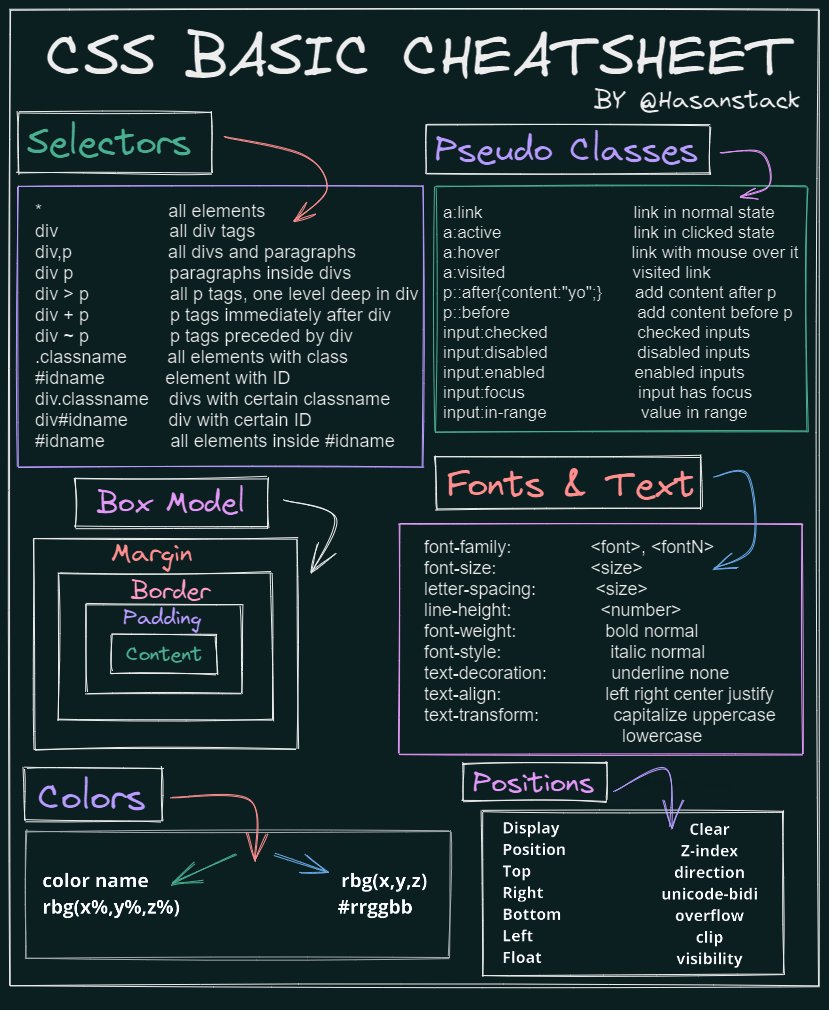 CSS BASIC CHEATSHEET
BY @Hasanstack
Selectors
* all elements
div all div tags
div,p all divs and paragraphs
div p paragraphs inside divs
div > p all p tags, one level deep in div
div + p p tags immediately after div
div ~ p p tags preceded by div
.classname all elements with class
#idname element with ID
div.classname divs with certain classname
div#idname div with certain ID
#idname all elements inside #idname
Pseudo Classes
a:link link in normal state
a:active link in clicked state
a:hover link with mouse over it
a:visited visited link
p::after{content:"yo";} add content after p
p::before add content before p
input:checked checked inputs
input:disabled disabled inputs
input:enabled enabled inputs
input:focus input has focus
input:in-range value in range
Box Model
Margin
Border
Padding
Content
Fonts & Text
font-family: <font>, <fontN>
font-size: <size>
letter-spacing: <size>
line-height: <number>
font-weight: bold normal
font-style: italic normal
text-decoration: underline none
text-align: left right center justify
text-transform: capitalize uppercase
lowercase
Colors
color name rbg(x,y,z)
rbg(x%,y%,z%) #rrggbb
Positions
Display Clear
Position Z-index
Top direction
Right unicode-bidi
Bottom overflow
Left clip
Float visibility